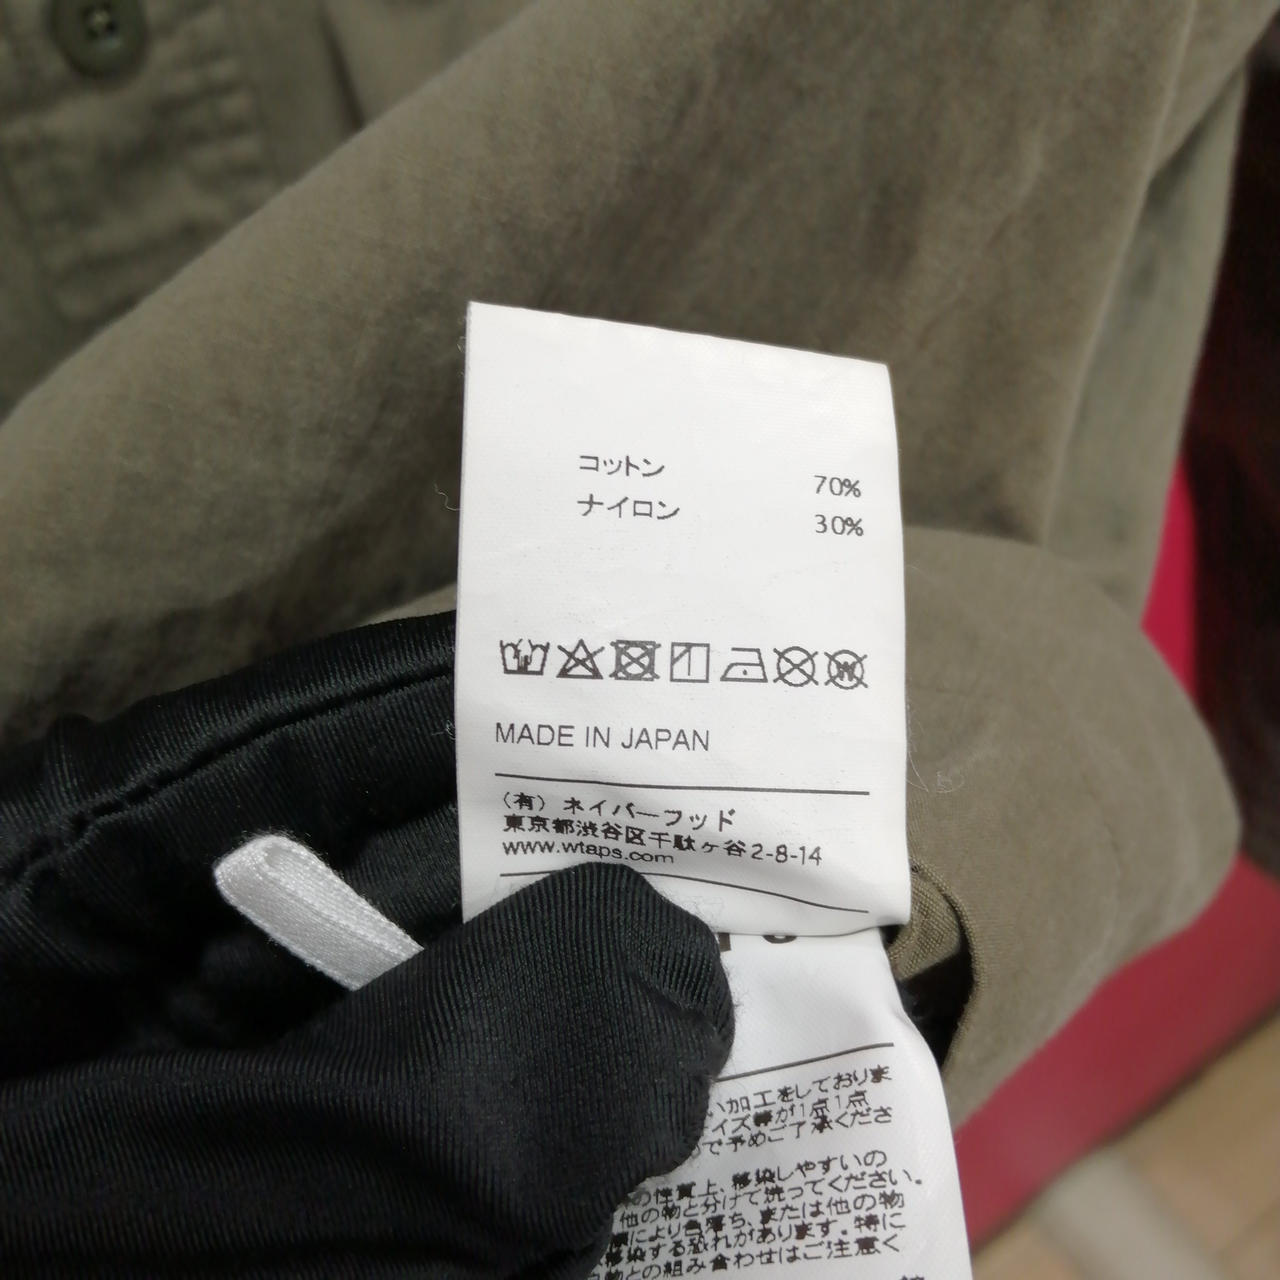 コットン 70%
ナイロン 30%
MADE IN JAPAN
(有) ネイバーフッド
東京都渋谷区千駄ヶ谷2-8-14
www.wtaps.com
い加工をしておりま
イズ等が1点1点
で予めご了承くださ
の性質上、移染しやすいの
他の物と分けて洗ってください。
により色落ち、または他の物
移染する恐れがあります。特に
物との組み合わせはご注意く